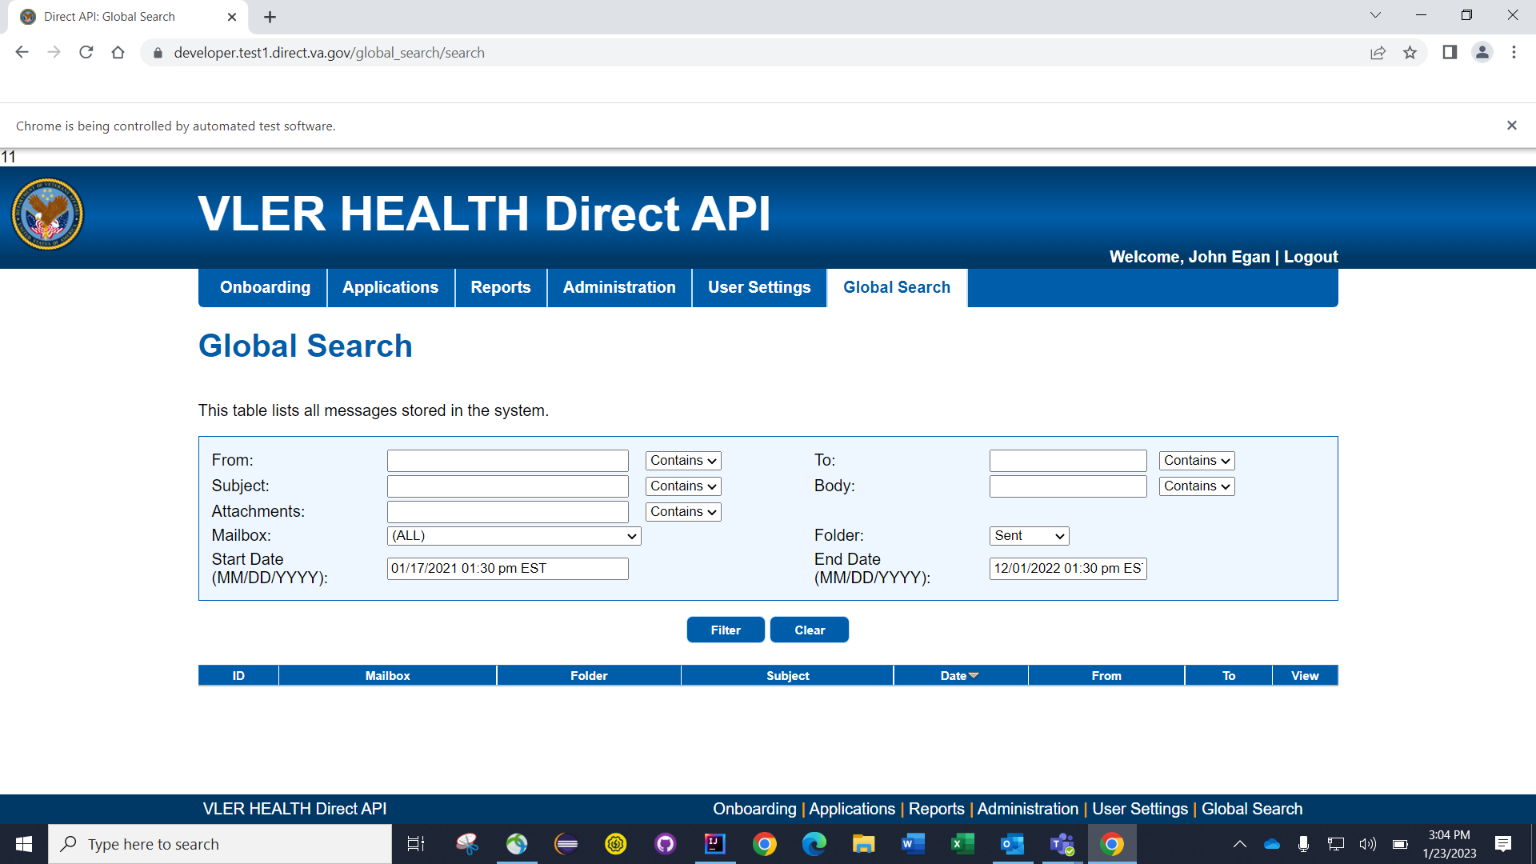 Direct API: Global Search
developer.test1.direct.va.gov/global_search/search
Chrome is being controlled by automated test software.
11
VLER HEALTH Direct API
Welcome, John Egan | Logout
Onboarding Applications Reports Administration User Settings Global Search
Global Search
This table lists all messages stored in the system.
From: Contains To: Contains
Subject: Contains Body: Contains
Attachments: Contains
Mailbox: (ALL) Folder: Sent
Start Date (MM/DD/YYYY): 01/17/2021 01:30 pm EST End Date (MM/DD/YYYY): 12/01/2022 01:30 pm ES
Filter Clear
ID Mailbox Folder Subject Date From To View
VLER HEALTH Direct API Onboarding | Applications | Reports | Administration | User Settings | Global Search
Type here to search
3:04 PM
1/23/2023